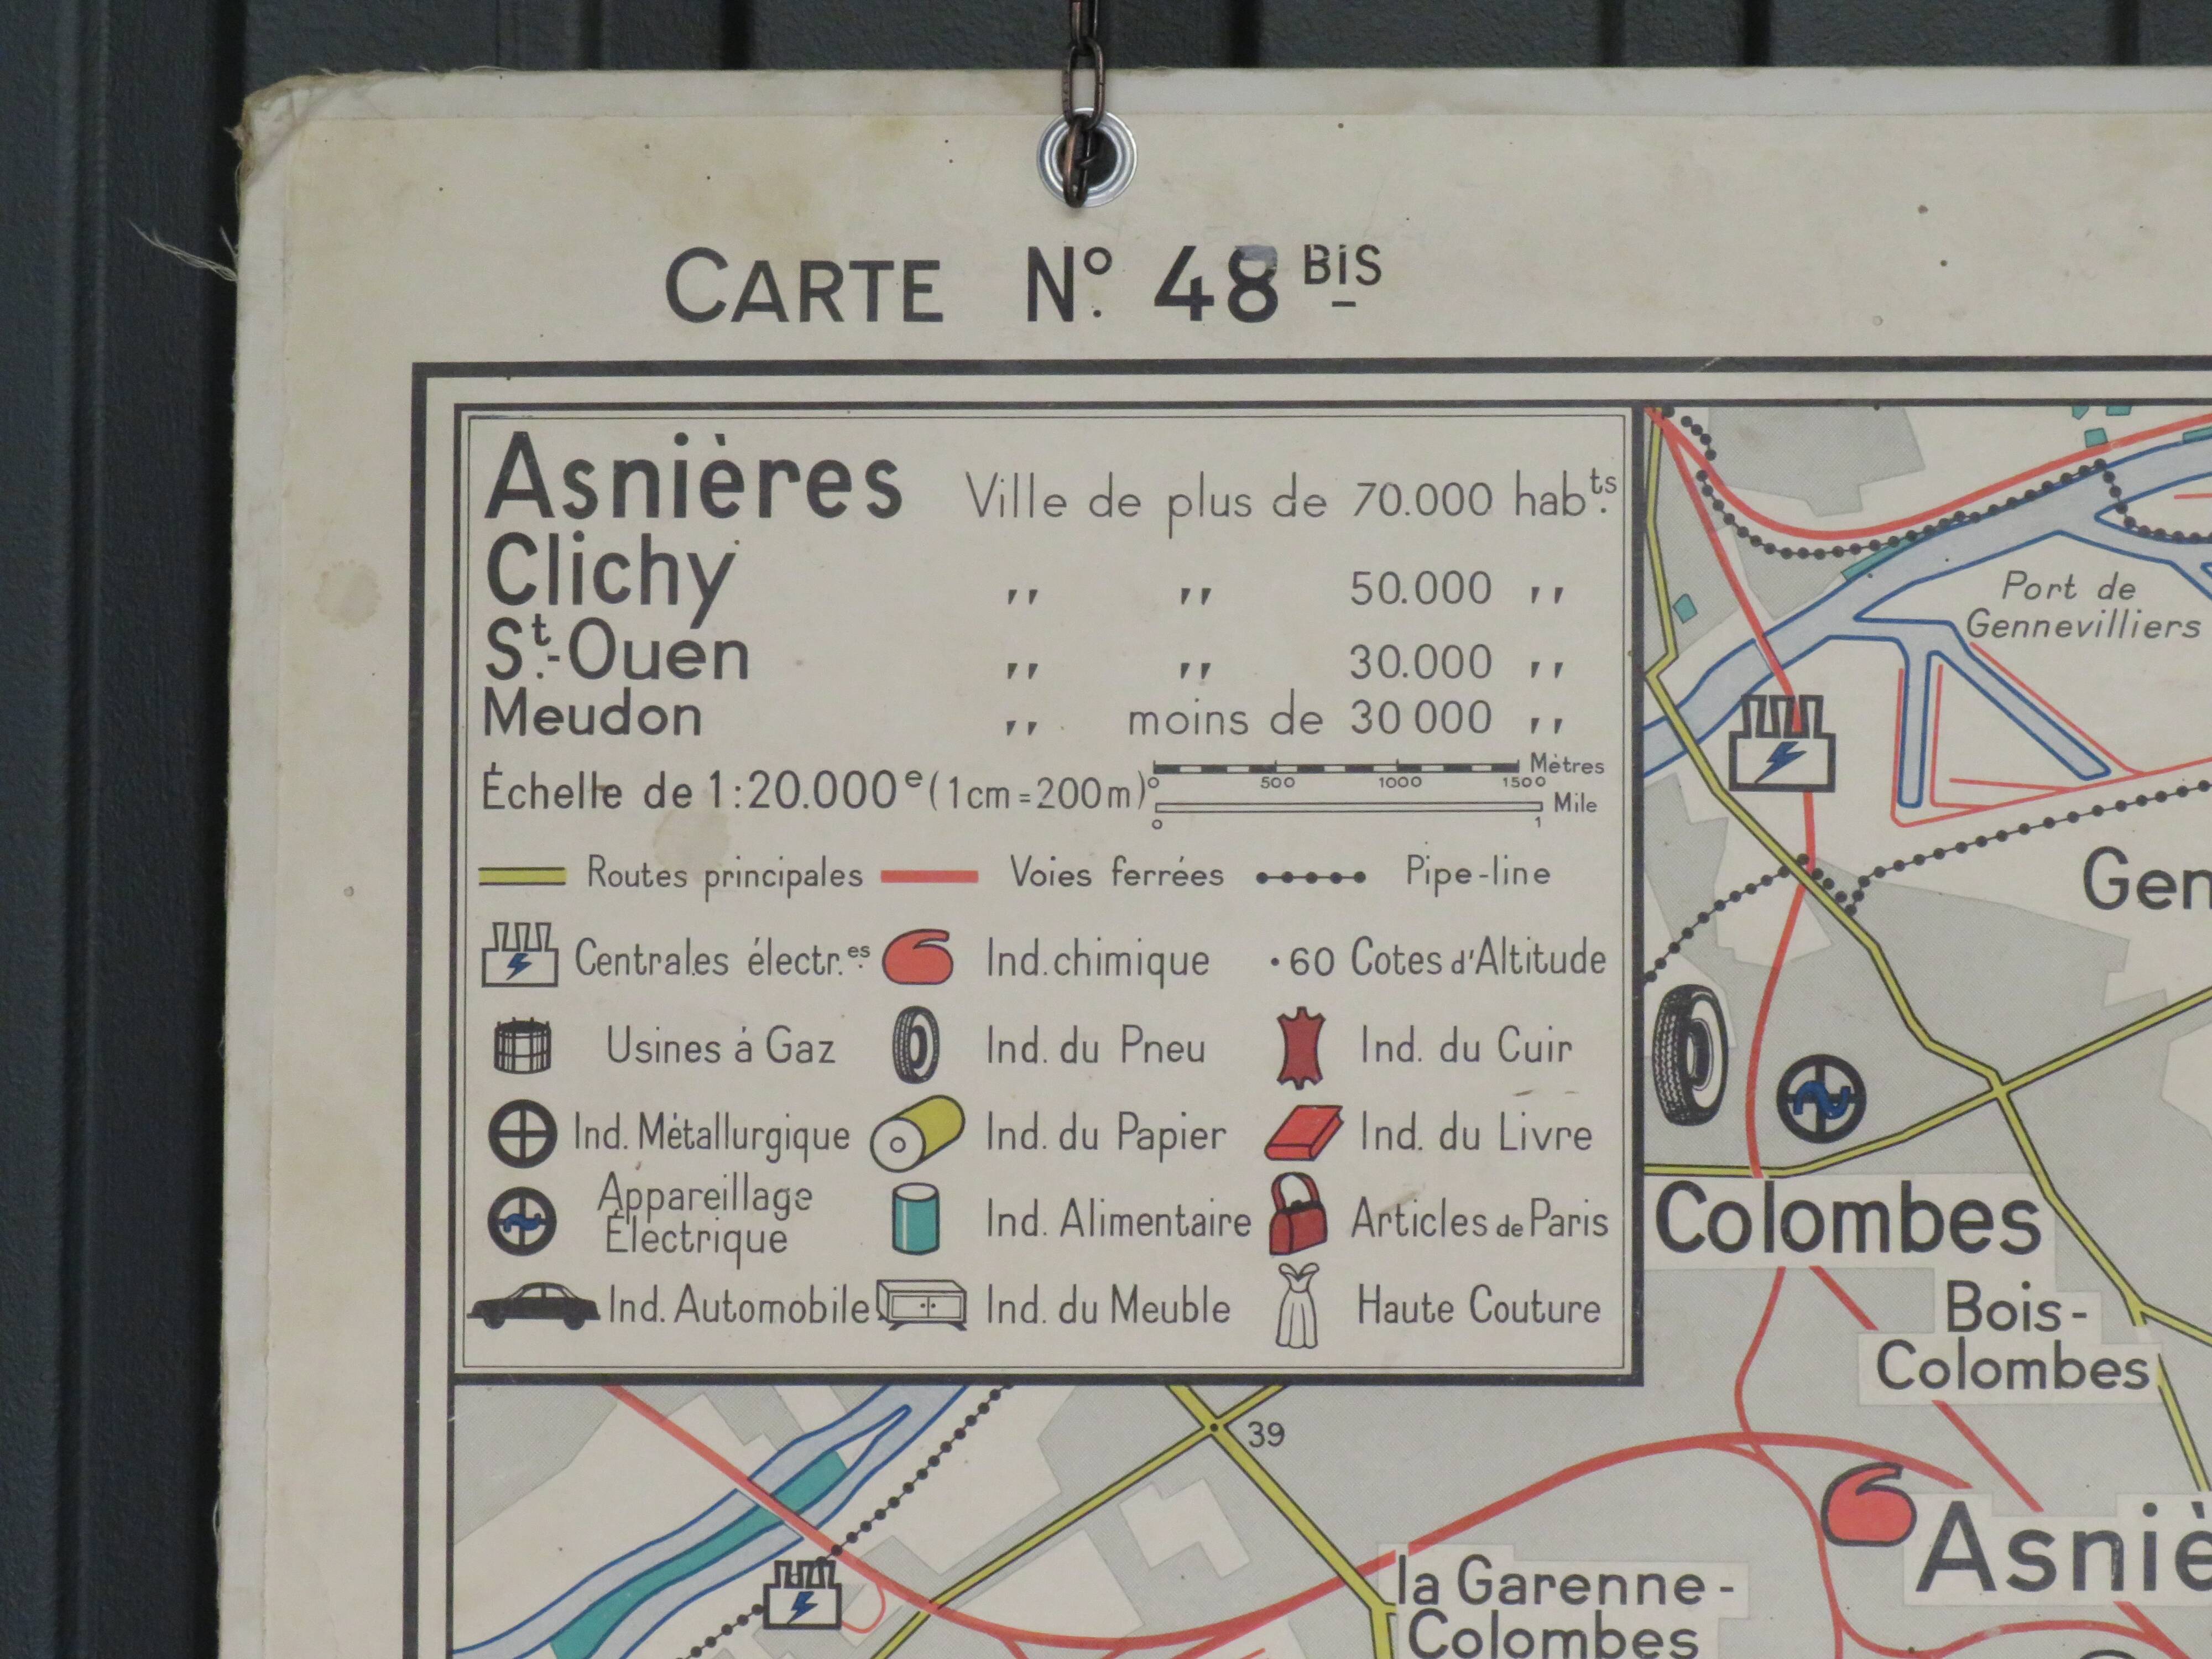 CARTE Nº. 48 BiS
Asnières Ville de plus de 70.000 habts.
Clichy ,, ,, 50.000 ,,
St.-Ouen ,, ,, 30.000 ,,
Meudon ,, moins de 30 000 ,,
Échelle de 1:20.000e (1cm=200m) 0 500 1000 1500 Mètres
0 1 Mile
Routes principales Voies ferrées Pipe-line
Centrales électr.es Ind. chimique •60 Cotes d'Altitude
Usines à Gaz Ind. du Pneu Ind. du Cuir
Ind. Métallurgique Ind. du Papier Ind. du Livre
Appareillage Électrique Ind. Alimentaire Articles de Paris
Ind. Automobile Ind. du Meuble Haute Couture
Port de
Gennevilliers
Gen
Colombes
Bois-
Colombes
39
Asniè
la Garenne-
Colombes